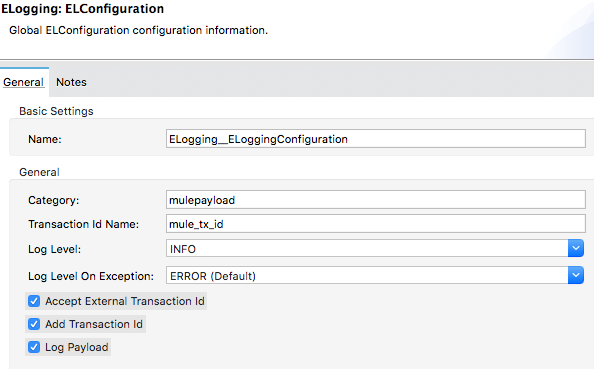 ELogging: ELConfiguration
Global ELConfiguration configuration information.
General Notes
Basic Settings
Name: ELogging__ELoggingConfiguration
General
Category: mulepayload
Transaction Id Name: mule_tx_id
Log Level: INFO
Log Level On Exception: ERROR (Default)
Accept External Transaction Id
Add Transaction Id
Log Payload